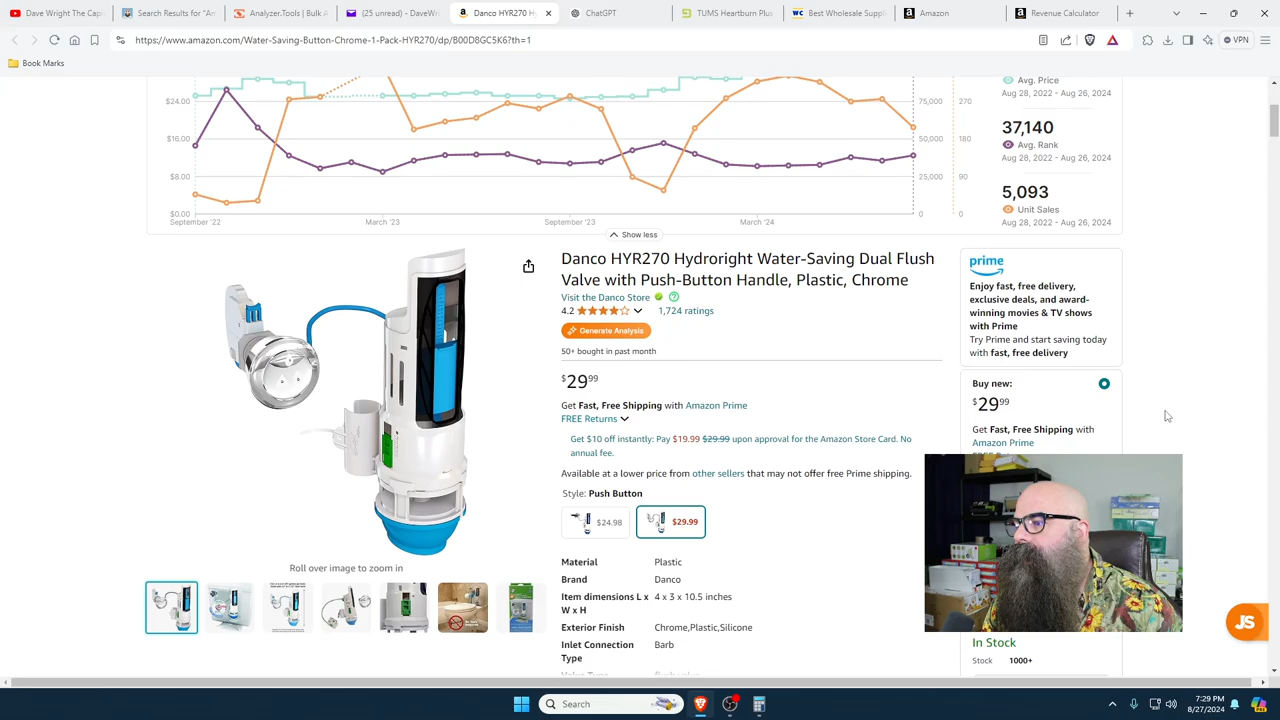 Dave Wright The Cap
Search Results for "An
Analyzer.Tools | Bulk A
(25 unread) - DaveWr
Danco HYR270 Hy
ChatGPT
TUMS Heartburn Plus
Best Wholesale Suppli
Amazon
Revenue Calculator
https://www.amazon.com/Water-Saving-Button-Chrome-1-Pack-HYR270/dp/B00D8GC5K6?th=1
VPN
Book Marks
$24.00
$16.00
$8.00
$0.00
September '22
March '23
September '23
March '24
75,000
50,000
25,000
0
270
180
90
0
Avg. Price
Aug 28, 2022 - Aug 26, 2024
37,140
Avg. Rank
Aug 28, 2022 - Aug 26, 2024
5,093
Unit Sales
Aug 28, 2022 - Aug 26, 2024
Show less
Danco HYR270 Hydroright Water-Saving Dual Flush
Valve with Push-Button Handle, Plastic, Chrome
Visit the Danco Store
4.2
1,724 ratings
Generate Analysis
50+ bought in past month
$29 99
Get Fast, Free Shipping with Amazon Prime
FREE Returns
Get $10 off instantly: Pay $19.99 $29.99 upon approval for the Amazon Store Card. No
annual fee.
Available at a lower price from other sellers that may not offer free Prime shipping.
Style: Push Button
$24.98
$29.99
Material Plastic
Brand Danco
Item dimensions L x 4 x 3 x 10.5 inches
W x H
Exterior Finish Chrome,Plastic,Silicone
Inlet Connection Barb
Type
Valve Type flush valve
Roll over image to zoom in
prime
Enjoy fast, free delivery,
exclusive deals, and award-
winning movies & TV shows
with Prime
Try Prime and start saving today
with fast, free delivery
Buy new:
$29 99
Get Fast, Free Shipping with
Amazon Prime
In Stock
Stock 1000+
JS
Search
7:29 PM
8/27/2024